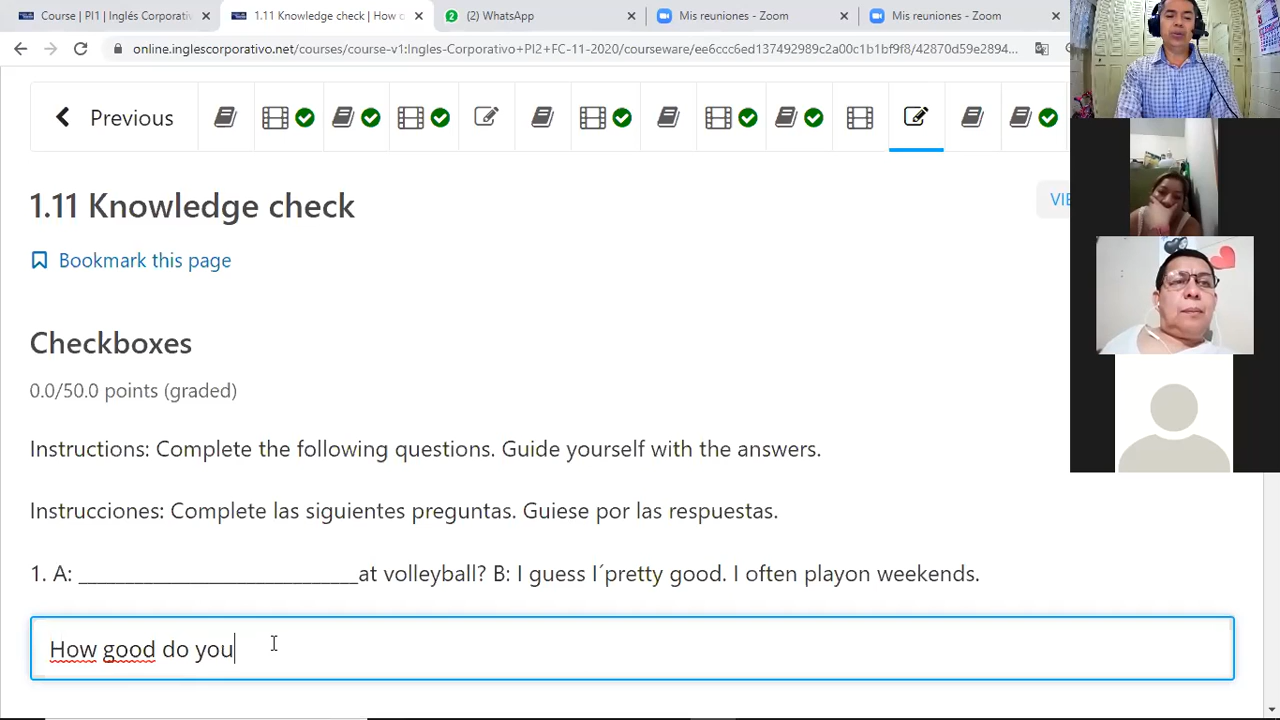 Course | PI1 | Inglés Corporativ
1.11 Knowledge check | How c
(2) WhatsApp
Mis reuniones - Zoom
Mis reuniones - Zoom
online.inglescorporativo.net/courses/course-v1:Ingles-Corporativo+PI2+FC-11-2020/courseware/ee6ccc6ed137492989c2a00c1b1bf9f8/42870d59e2894...
Previous
1.11 Knowledge check
VIE
Bookmark this page
Checkboxes
0.0/50.0 points (graded)
Instructions: Complete the following questions. Guide yourself with the answers.
Instrucciones: Complete las siguientes preguntas. Guiese por las respuestas.
1. A: ____________________________at volleyball? B: I guess I´pretty good. I often playon weekends.
How good do you